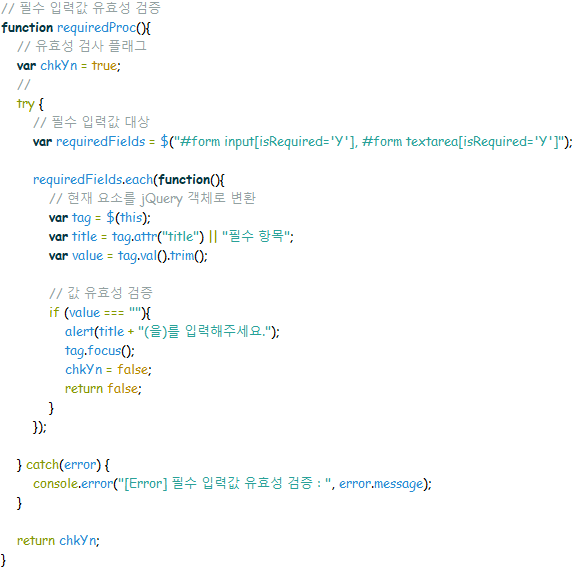 // 필수 입력값 유효성 검증
function requiredProc(){
// 유효성 검사 플래그
var chkYn = true;
//
try {
// 필수 입력값 대상
var requiredFields = $("#form input[isRequired='Y'], #form textarea[isRequired='Y']");
requiredFields.each(function(){
// 현재 요소를 jQuery 객체로 변환
var tag = $(this);
var title = tag.attr("title") || "필수 항목";
var value = tag.val().trim();
// 값 유효성 검증
if (value === ""){
alert(title + "(을)를 입력해주세요.");
tag.focus();
chkYn = false;
return false;
}
});
} catch(error) {
console.error("[Error] 필수 입력값 유효성 검증 : ", error.message);
}
return chkYn;
}